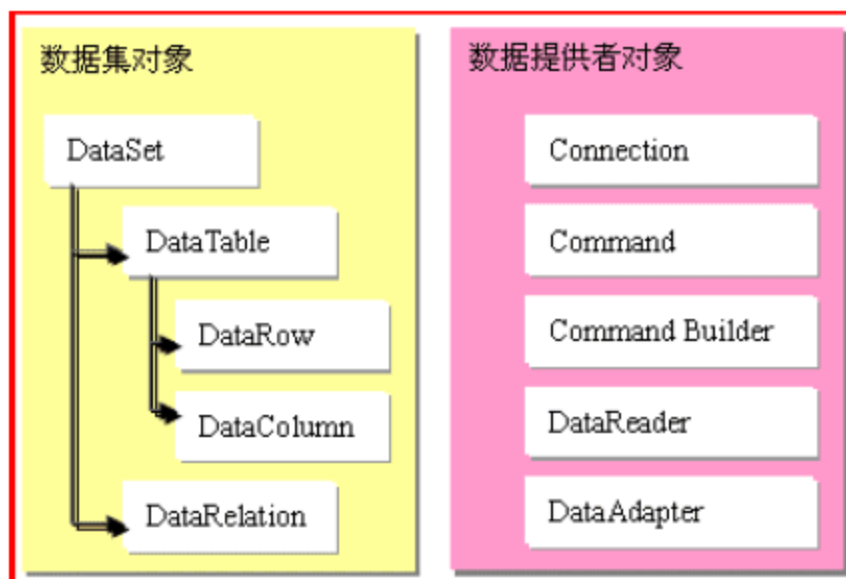 数据集对象
DataSet
DataTable
DataRow
DataColumn
DataRelation
数据提供者对象
Connection
Command
Command Builder
DataReader
DataAdapter